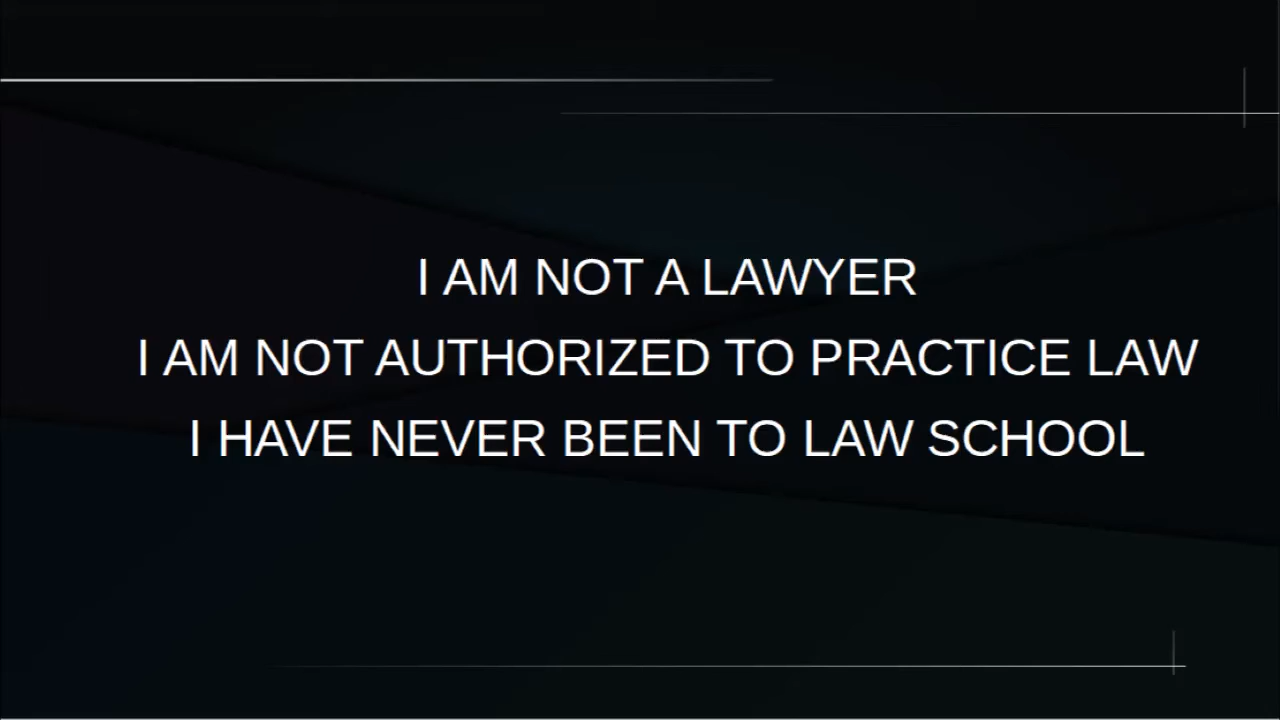 I AM NOT A LAWYER
I AM NOT AUTHORIZED TO PRACTICE LAW
I HAVE NEVER BEEN TO LAW SCHOOL